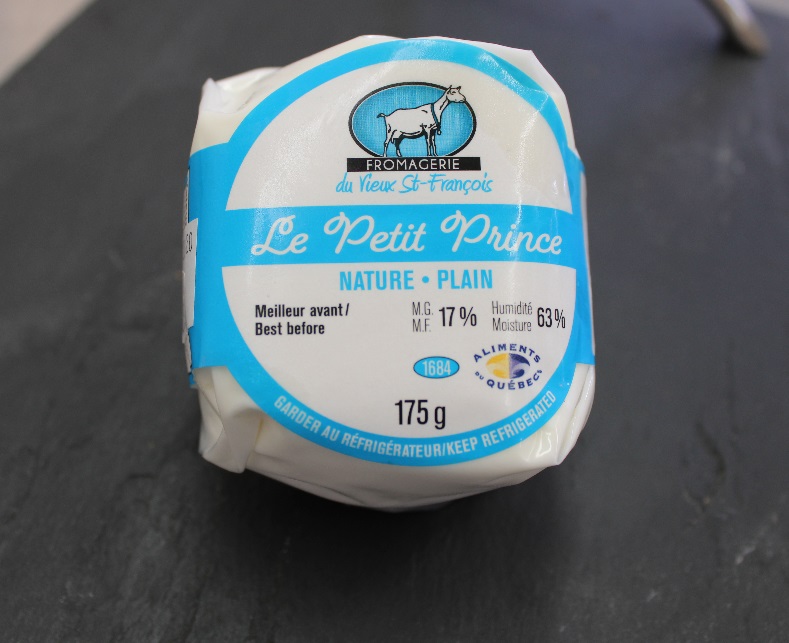 FROMAGERIE
du Vieux St-François
Le Petit Prince
NATURE • PLAIN
Meilleur avant/
Best before
M.G.
M.F.
17%
Humidité
Moisture
63%
1684
ALIMENTS
DU QUÉBEC
175 g
GARDER AU RÉFRIGÉRATEUR/KEEP REFRIGERATED